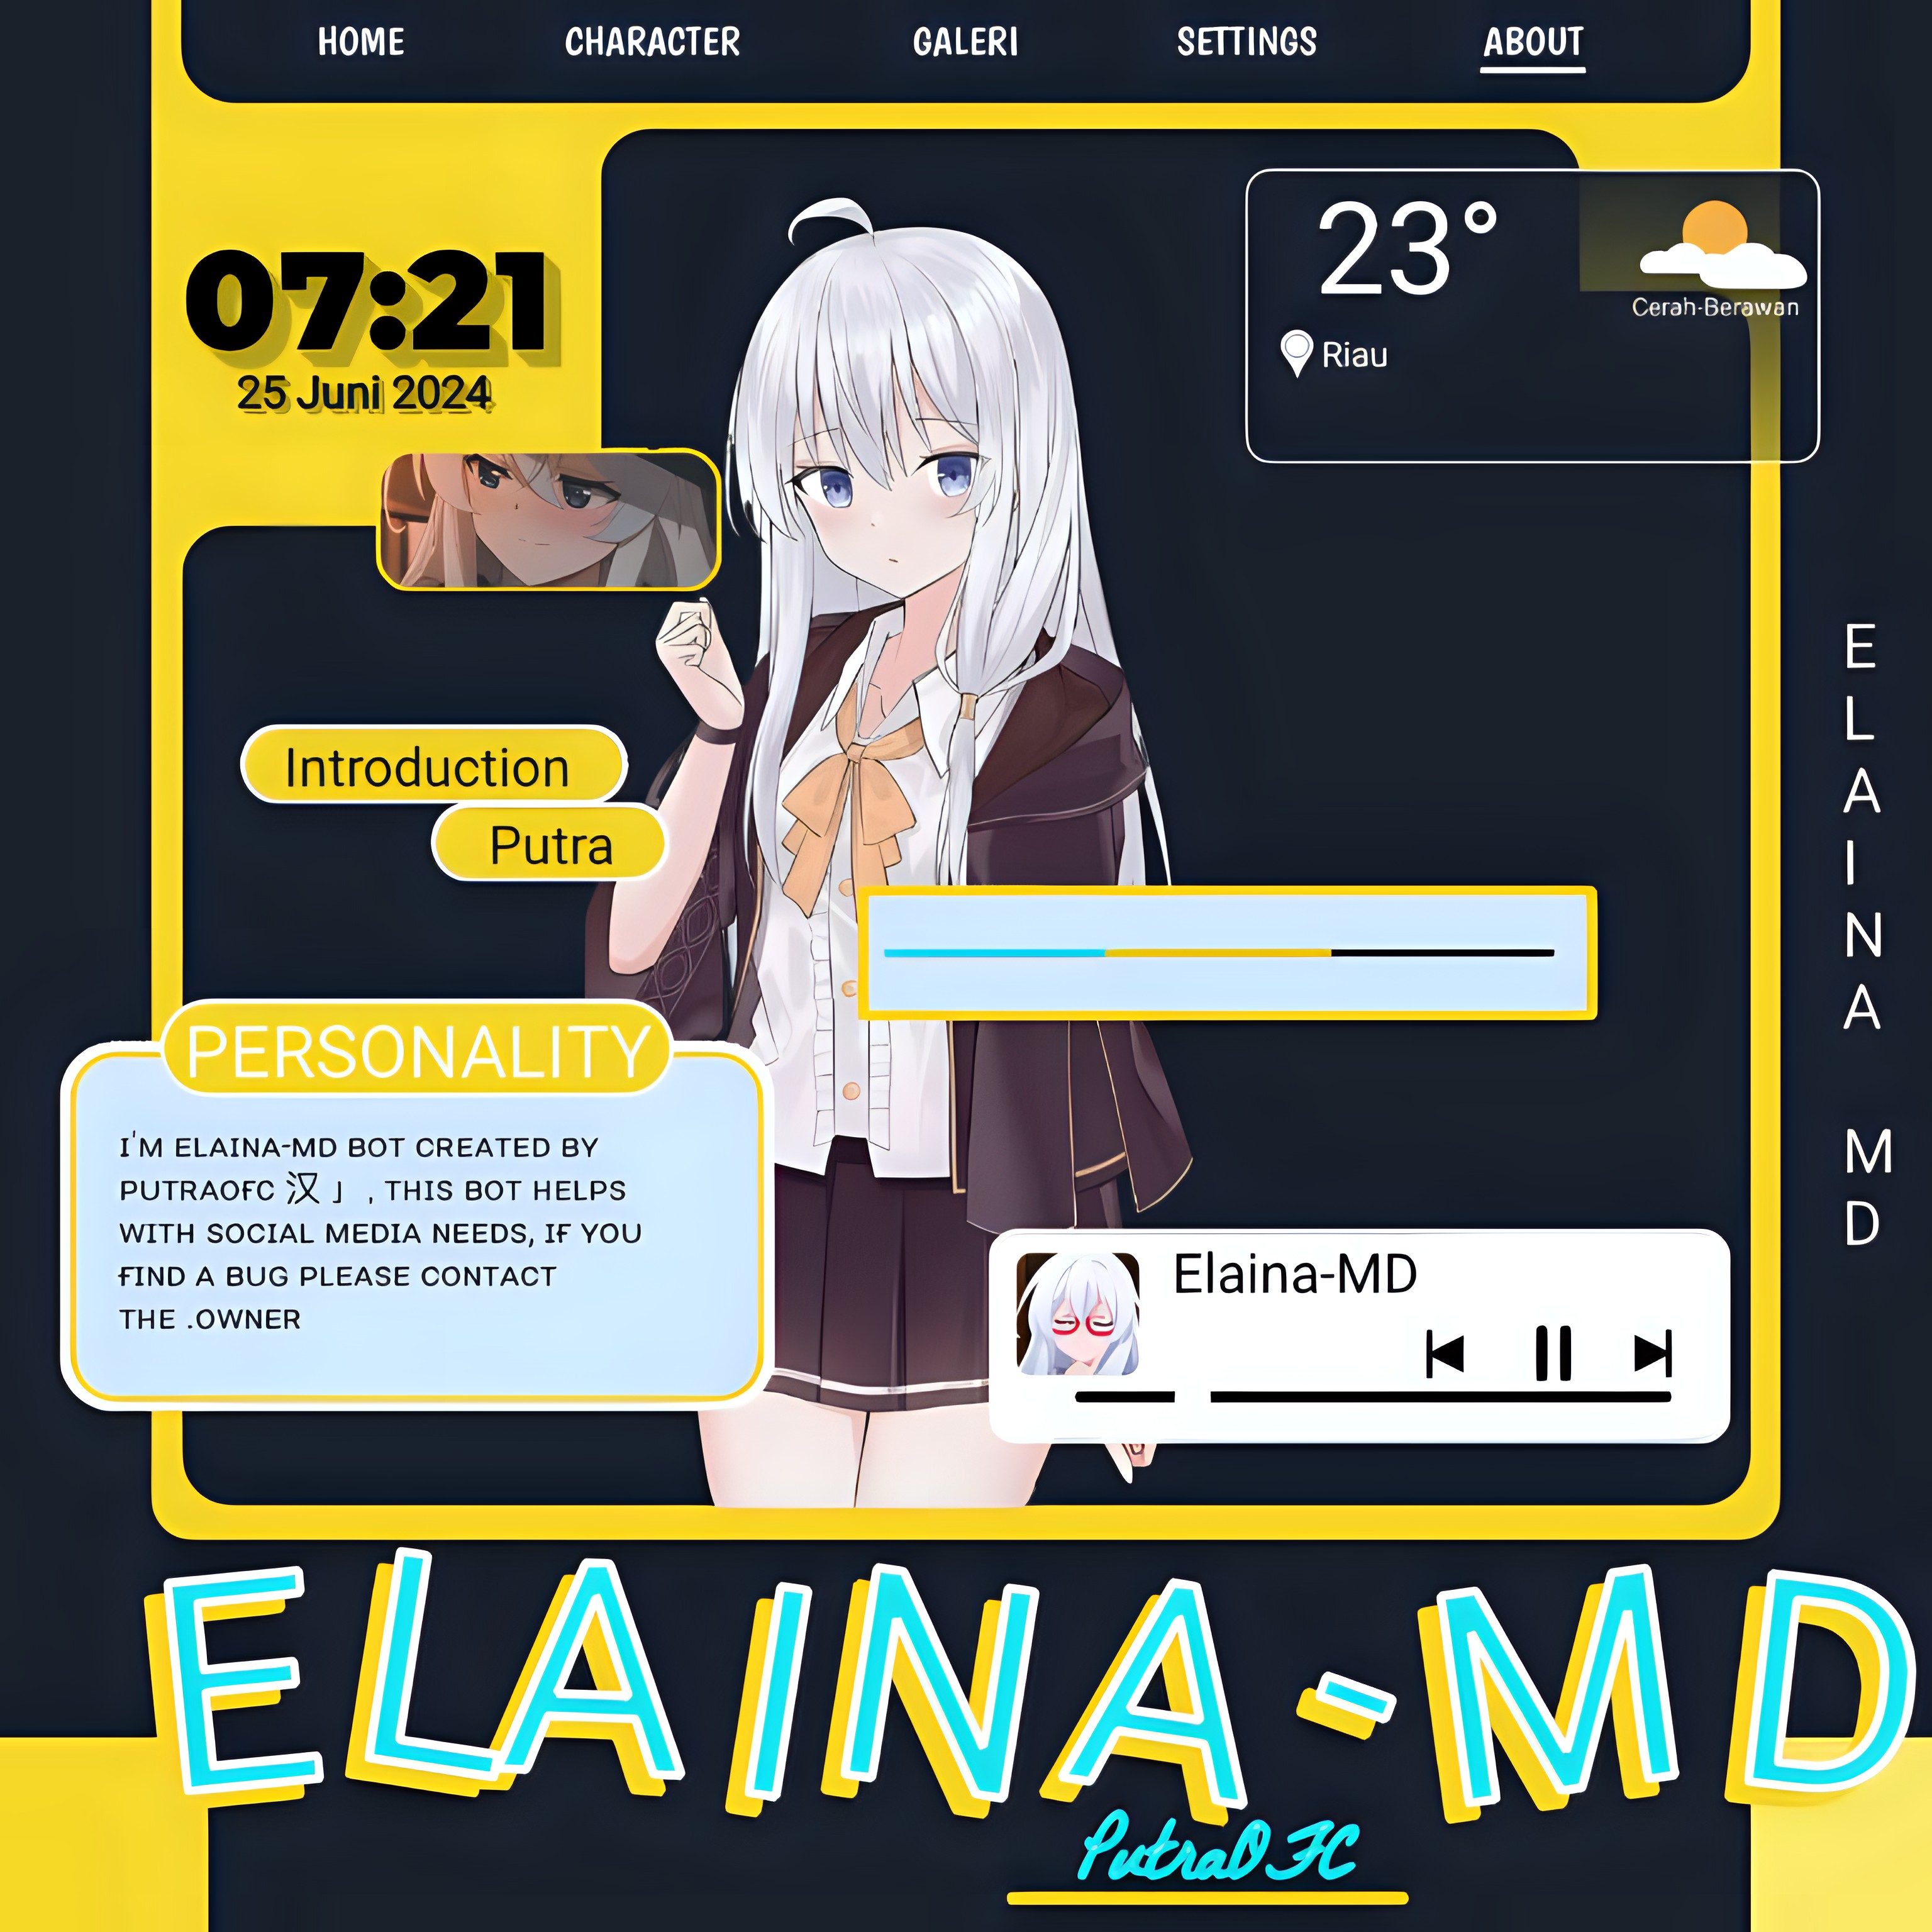 HOME CHARACTER GALERI SETTINGS ABOUT
07:21
25 Juni 2024
23°
Cerah-Berawan
Riau
Introduction
Putra
PERSONALITY
I'M ELAINA-MD BOT CREATED BY
PUTRAOFC 汉 」 , THIS BOT HELPS
WITH SOCIAL MEDIA NEEDS, IF YOU
FIND A BUG PLEASE CONTACT
THE .OWNER
Elaina-MD
ELAINA MD
ELAINA-MD
PutraOFC